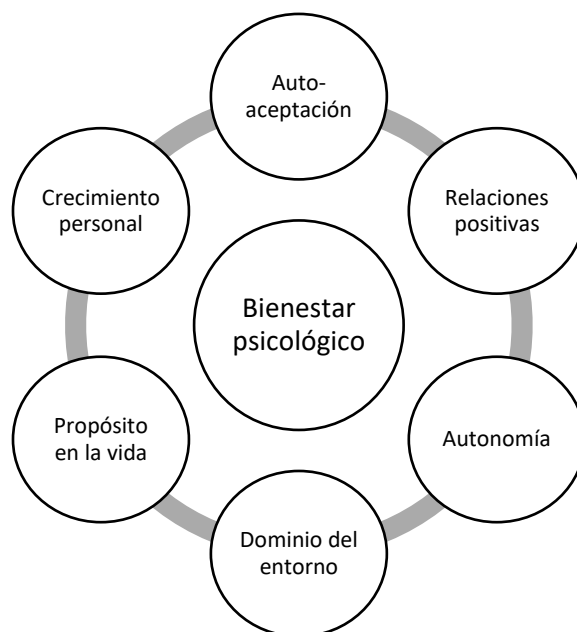 Auto-
aceptación
Relaciones
positivas
Autonomía
Dominio del
entorno
Propósito
en la vida
Crecimiento
personal
Bienestar
psicológico